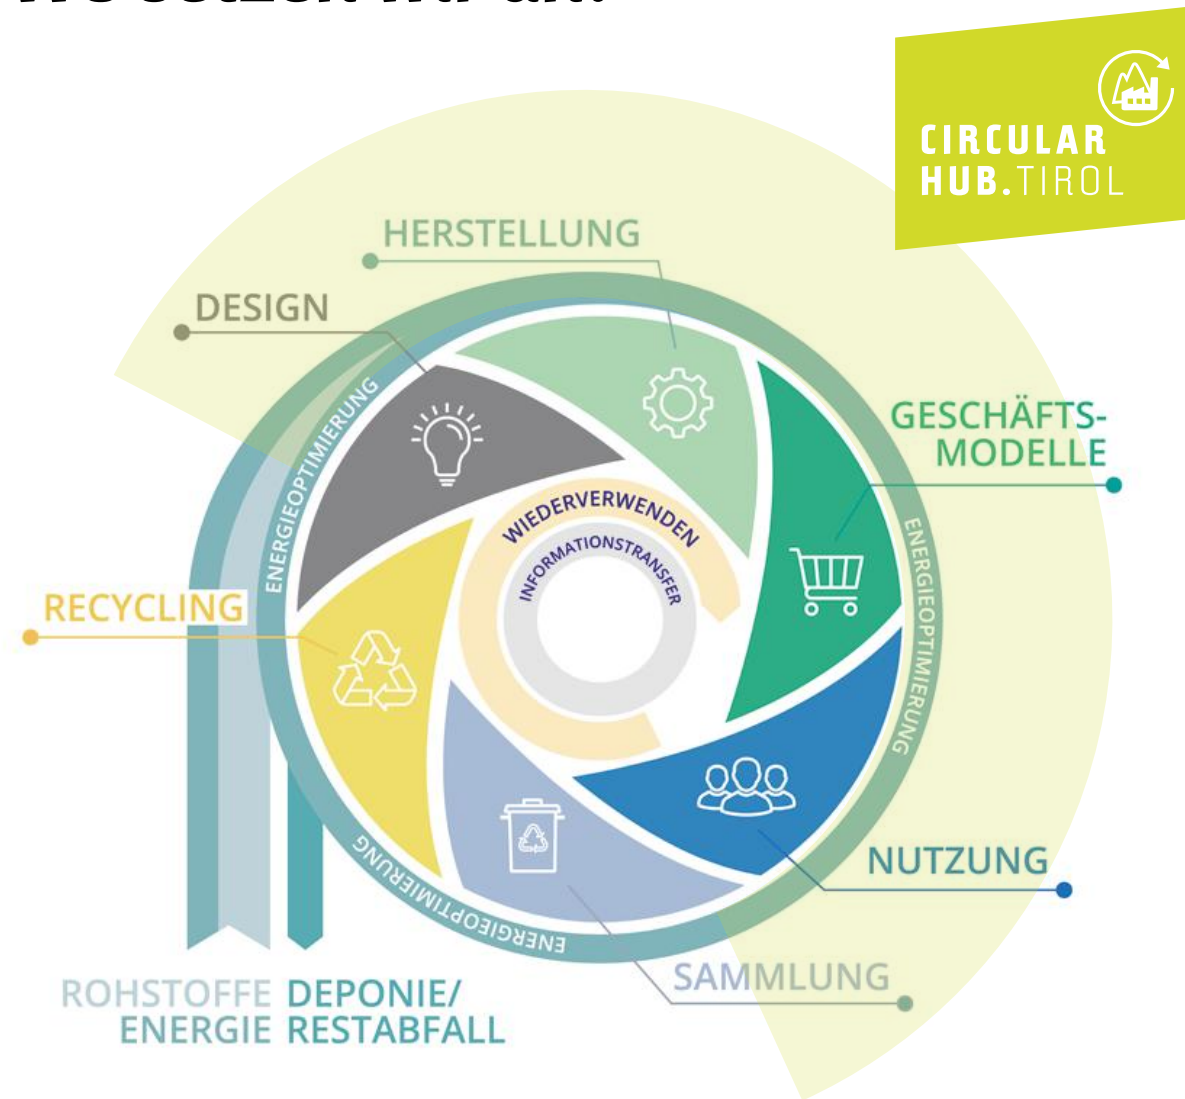 CIRCULAR
HUB.TIROL
HERSTELLUNG
DESIGN
GESCHÄFTS-
MODELLE
ENERGIEOPTIMIERUNG
WIEDERVERWENDEN
INFORMATIONSTRANSFER
ENERGIEOPTIMIERUNG
RECYCLING
ENERGIEOPTIMIERUNG
NUTZUNG
SAMMLUNG
ROHSTOFFE
ENERGIE
DEPONIE/
RESTABFALL